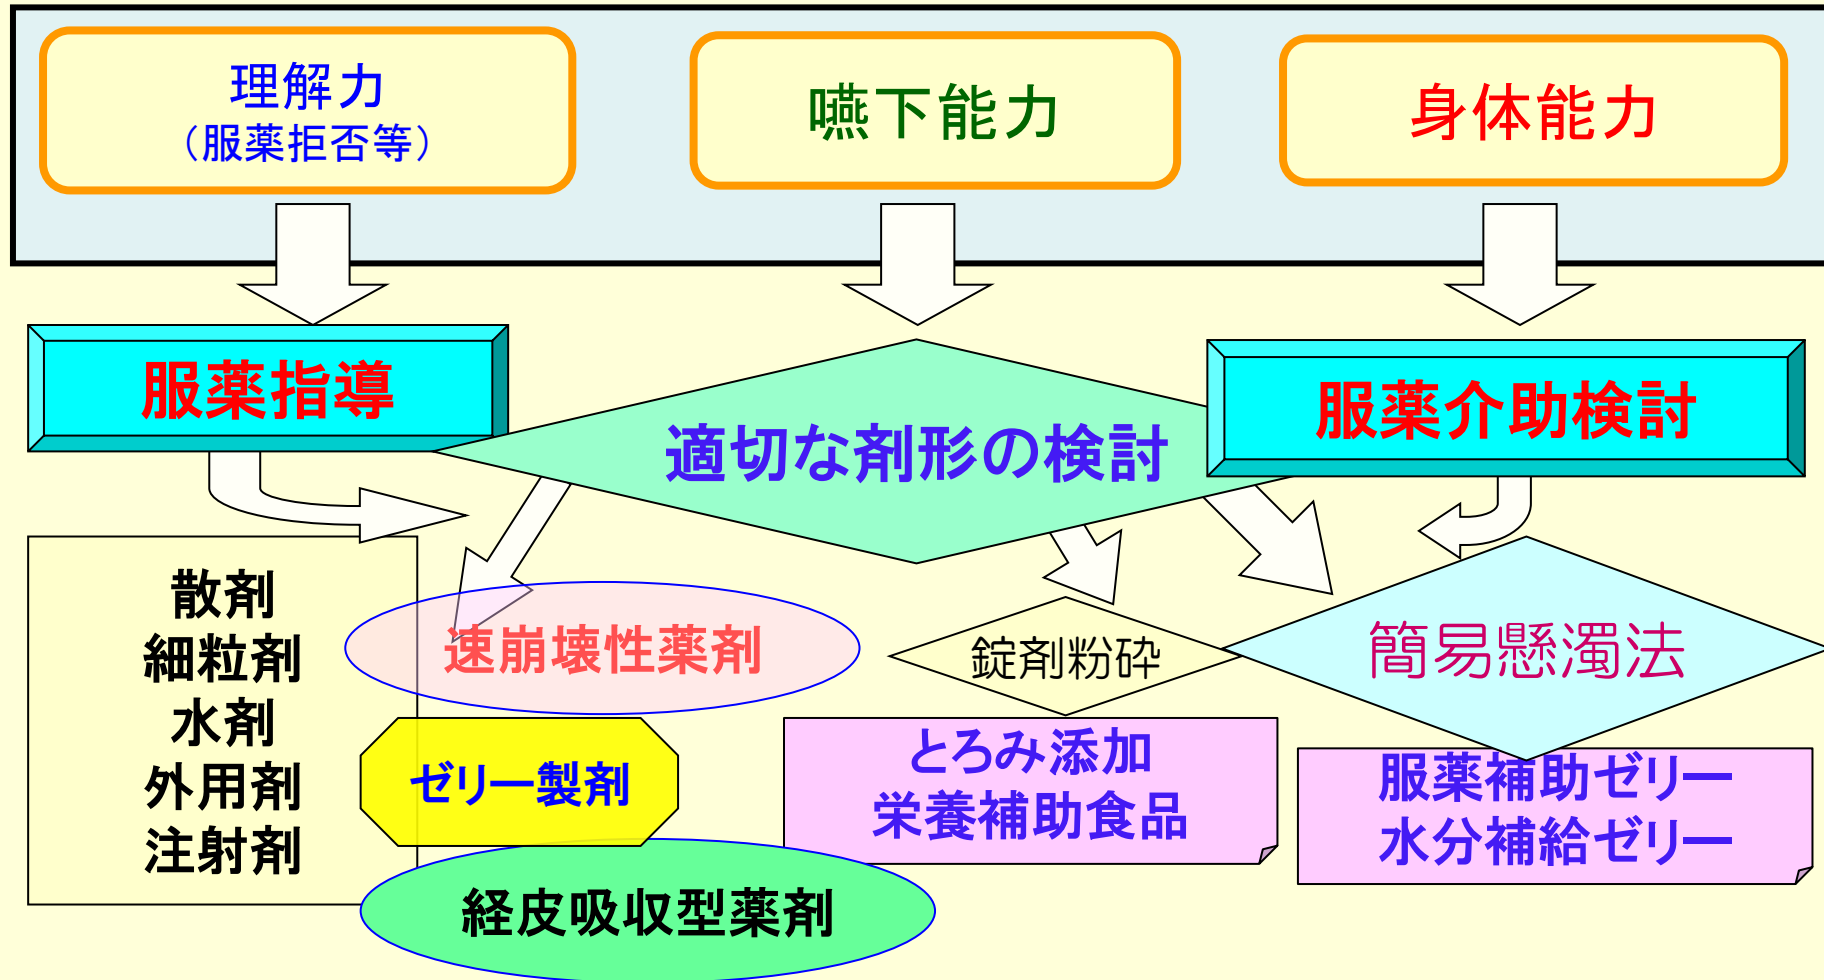 理解力
（服薬拒否等）
嚥下能力
身体能力
服薬指導
適切な剤形の検討
服薬介助検討
散剤
細粒剤
水剤
外用剤
注射剤
速崩壊性薬剤
ゼリー製剤
経皮吸収型薬剤
錠剤粉砕
とろみ添加
栄養補助食品
簡易懸濁法
服薬補助ゼリー
水分補給ゼリー